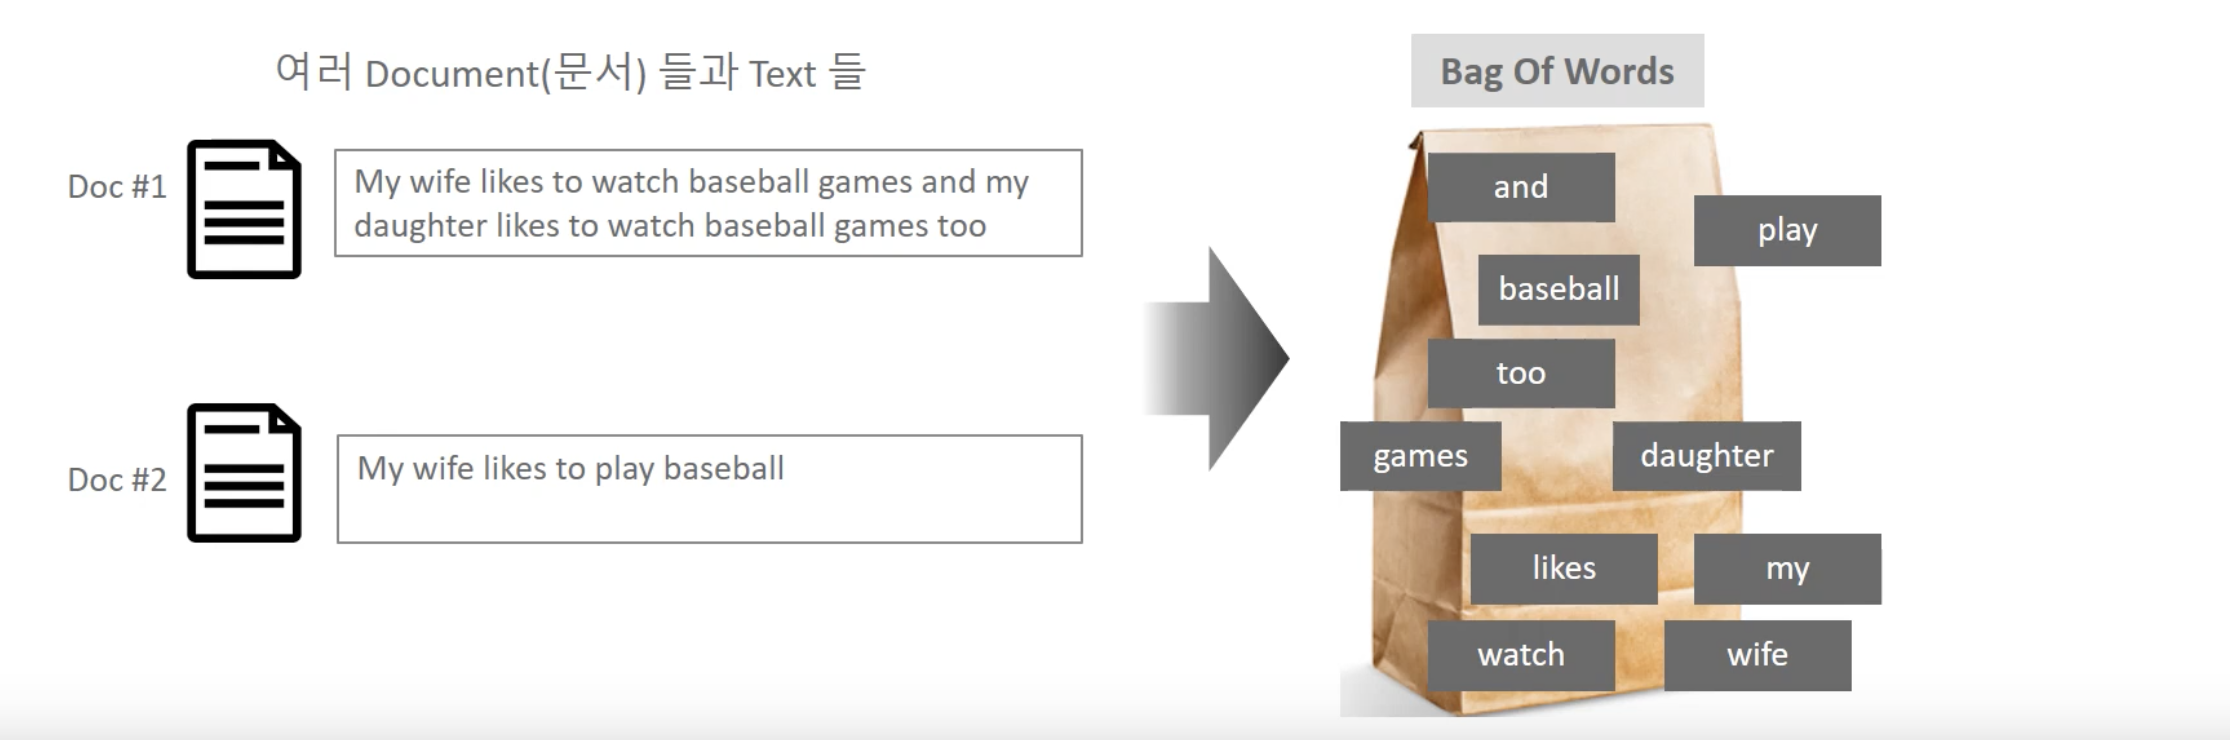 여러 Document(문서) 들과 Text 들
Doc #1
My wife likes to watch baseball games and my
daughter likes to watch baseball games too
Doc #2
My wife likes to play baseball
Bag Of Words
and
play
baseball
too
games
daughter
likes
my
watch
wife